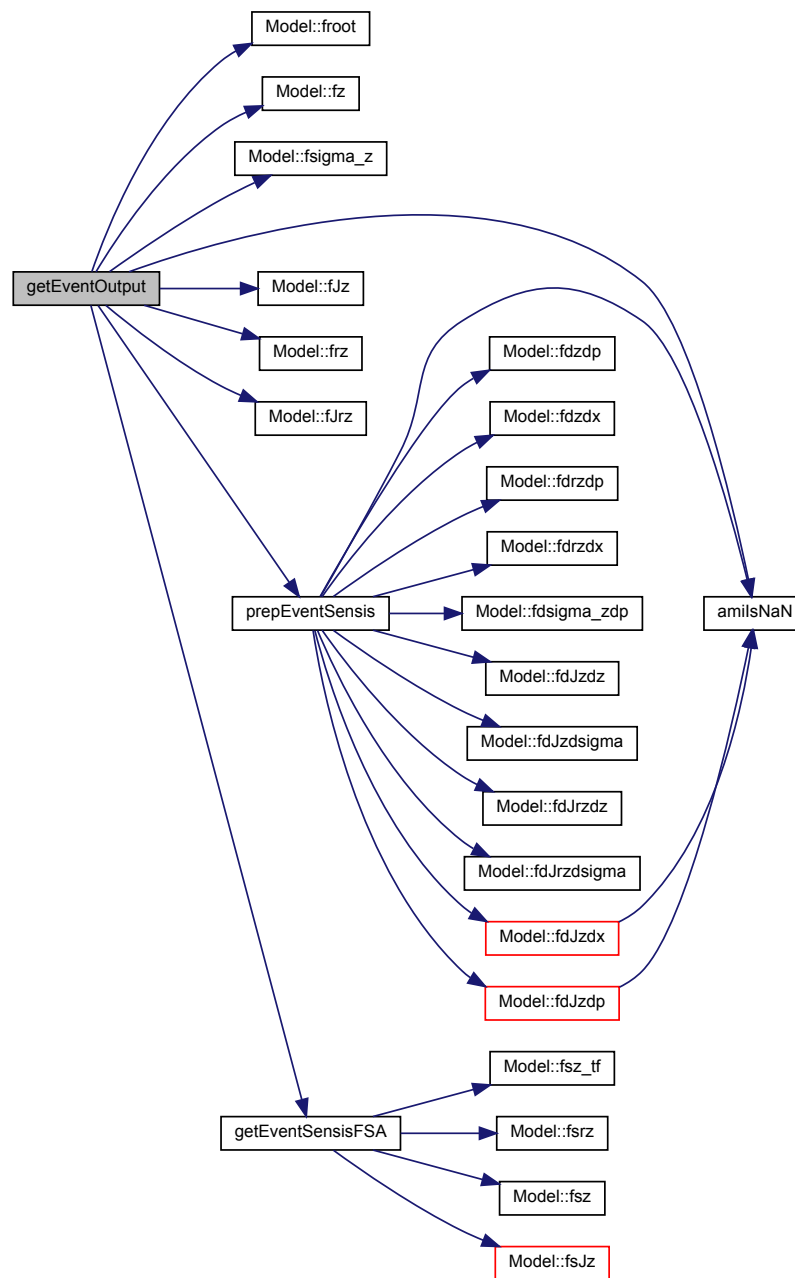 Model::froot
Model::fz
Model::fsigma_z
getEventOutput
Model::fJz
Model::frz
Model::fJrz
Model::fdzdp
Model::fdzdx
Model::fdrzdp
Model::fdrzdx
prepEventSensis
Model::fdsigma_zdp
amiIsNaN
Model::fdJzdz
Model::fdJzdsigma
Model::fdJrzdz
Model::fdJrzdsigma
Model::fdJzdx
Model::fdJzdp
Model::fsz_tf
getEventSensisFSA
Model::fsrz
Model::fsz
Model::fsJz